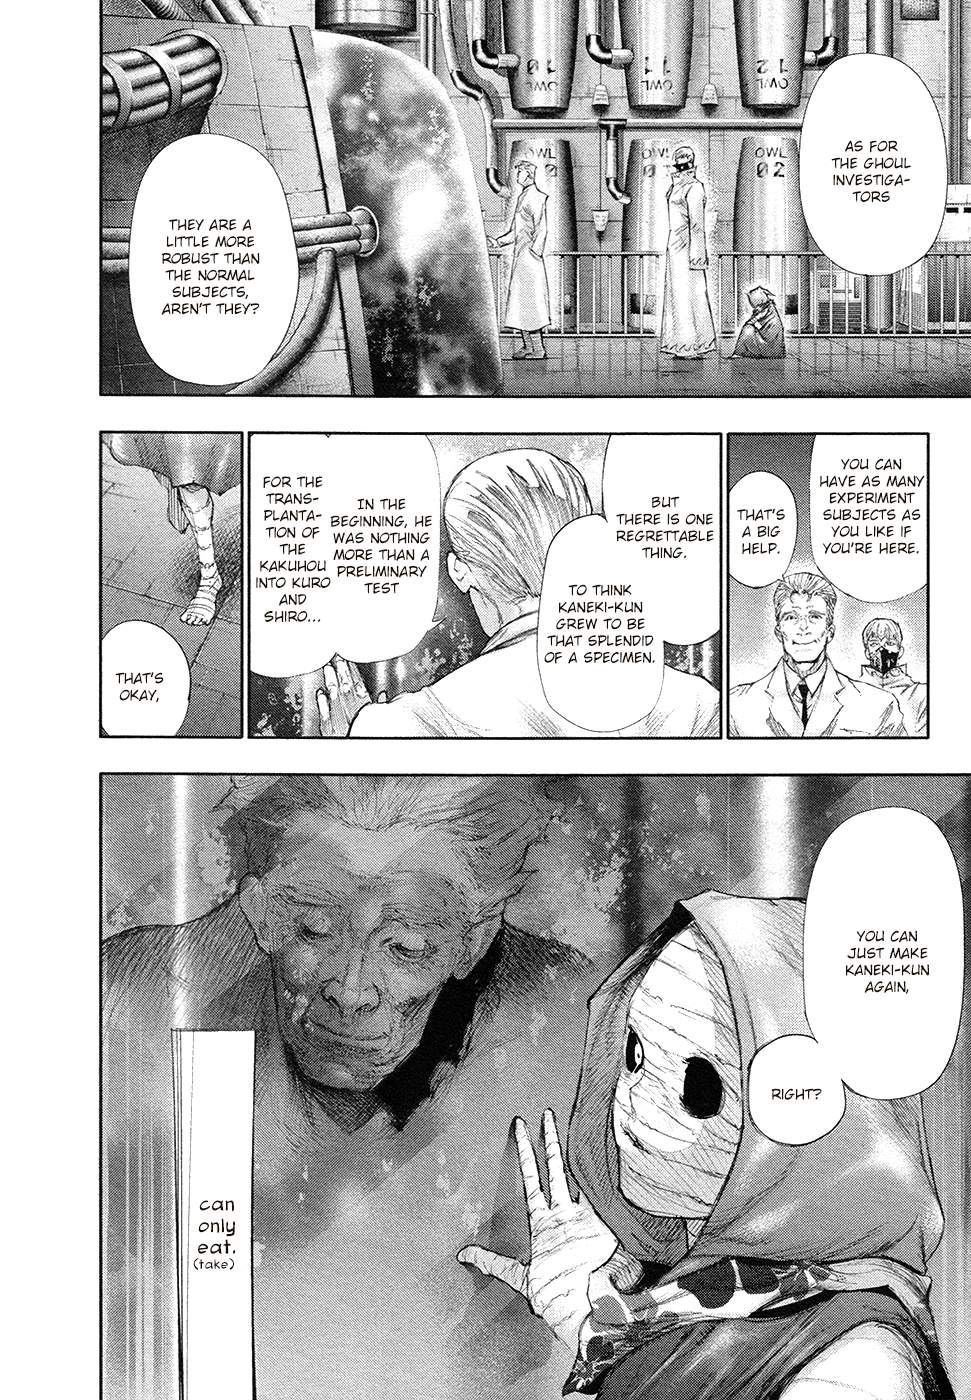 AS FOR
THE GHOUL
INVESTIGA-
TORS
THEY ARE A
LITTLE MORE
ROBUST THAN
THE NORMAL
SUBJECTS,
AREN'T THEY?
OWL
10
OWL
11
OWL
12
OWL
OWL
02
YOU CAN
HAVE AS MANY
EXPERIMENT
SUBJECTS AS
YOU LIKE IF
YOU'RE HERE.
THAT'S
A BIG
HELP.
BUT
THERE IS ONE
REGRETTABLE
THING.
TO THINK
KANEKI-KUN
GREW TO BE
THAT SPLENDID
OF A SPECIMEN.
IN THE
BEGINNING, HE
WAS NOTHING
MORE THAN A
PRELIMINARY
TEST
FOR THE
TRANS-
PLANTA-
TION OF
THE
KAKUHOU
INTO KURO
AND
SHIRO...
THAT'S
OKAY,
YOU CAN
JUST MAKE
KANEKI-KUN
AGAIN,
RIGHT?
can
only
eat.
(take)